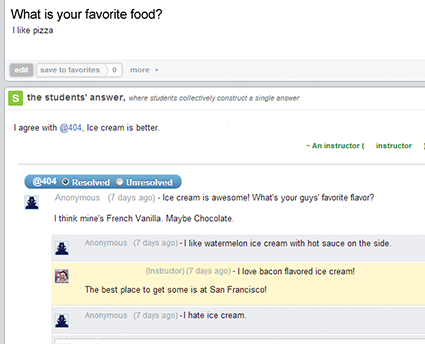 What is your favorite food?
I like pizza
edit save to favorites 0 more
S the students' answer, where students collectively construct a single answer
I agree with @404, Ice cream is better.
~ An instructor ( instructor )
@404 Resolved Unresolved
Anonymous (7 days ago) - Ice cream is awesome! What's your guys' favorite flavor?
I think mine's French Vanilla. Maybe Chocolate.
Anonymous (7 days ago) - I like watermelon ice cream with hot sauce on the side.
(Instructor) (7 days ago) - I love bacon flavored ice cream!
The best place to get some is at San Francisco!
Anonymous (7 days ago) - I hate ice cream.